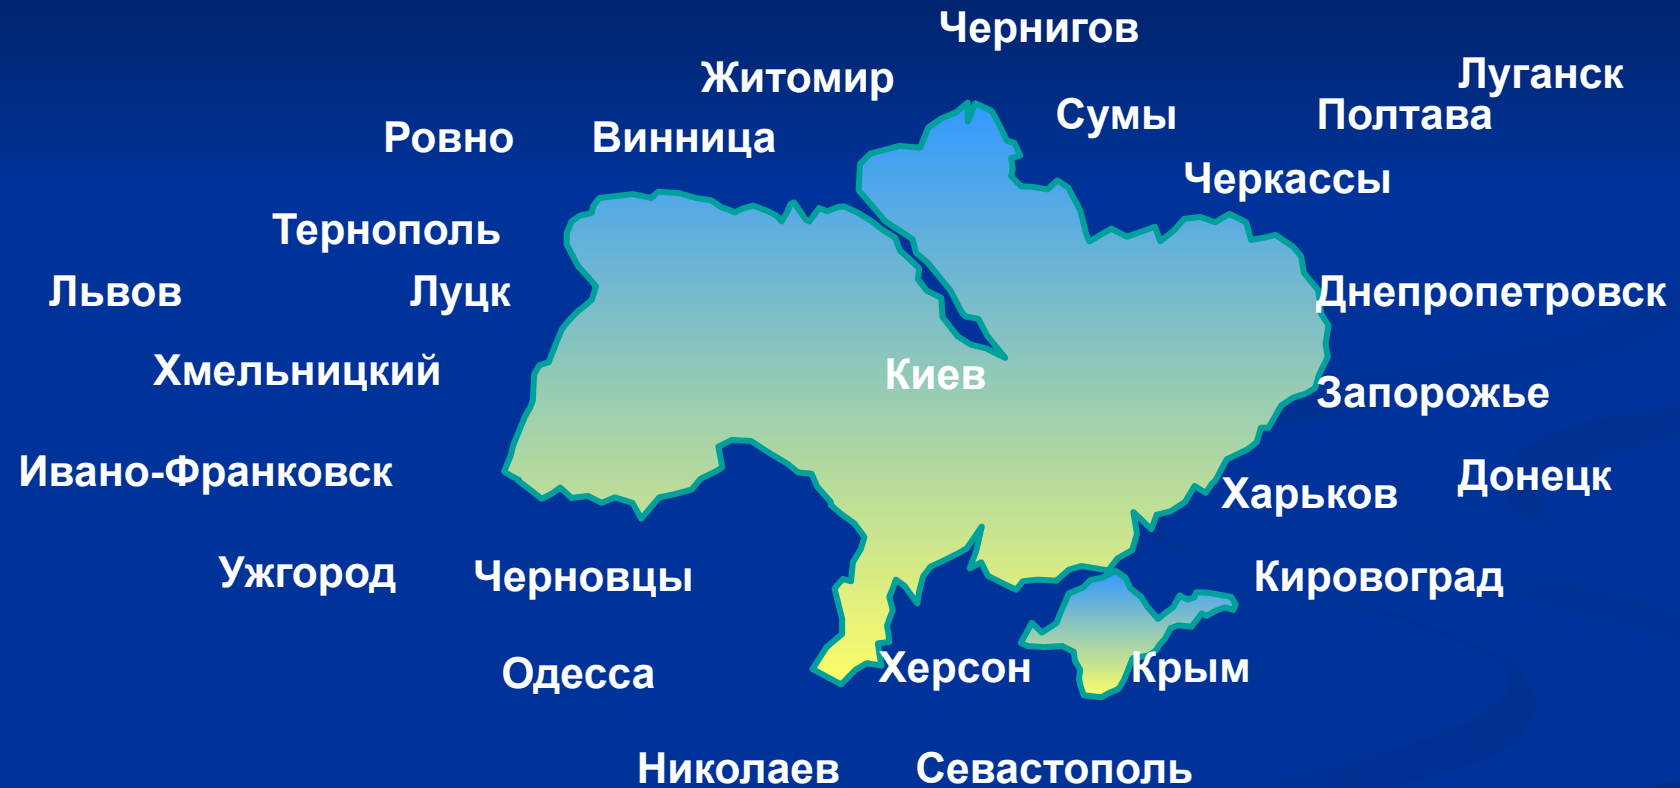 Чернигов
Житомир
Луганск
Сумы
Полтава
Ровно
Винница
Черкассы
Тернополь
Львов
Луцк
Днепропетровск
Хмельницкий
Киев
Запорожье
Ивано-Франковск
Донецк
Харьков
Ужгород
Черновцы
Кировоград
Одесса
Херсон
Крым
Николаев
Севастополь